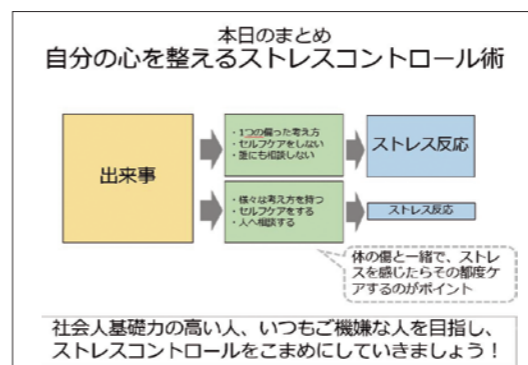 本日のまとめ
自分の心を整えるストレスコントロール術
出来事
・1つの偏った考え方
・セルフケアをしない
・誰にも相談しない
ストレス反応
・様々な考え方を持つ
・セルフケアをする
・人へ相談する
ストレス反応
体の傷と一緒で、ストレ
スを感じたらその都度ケ
アするのがポイント
社会人基礎力の高い人、いつもご機嫌な人を目指し、
ストレスコントロールをこまめにしていきましょう！